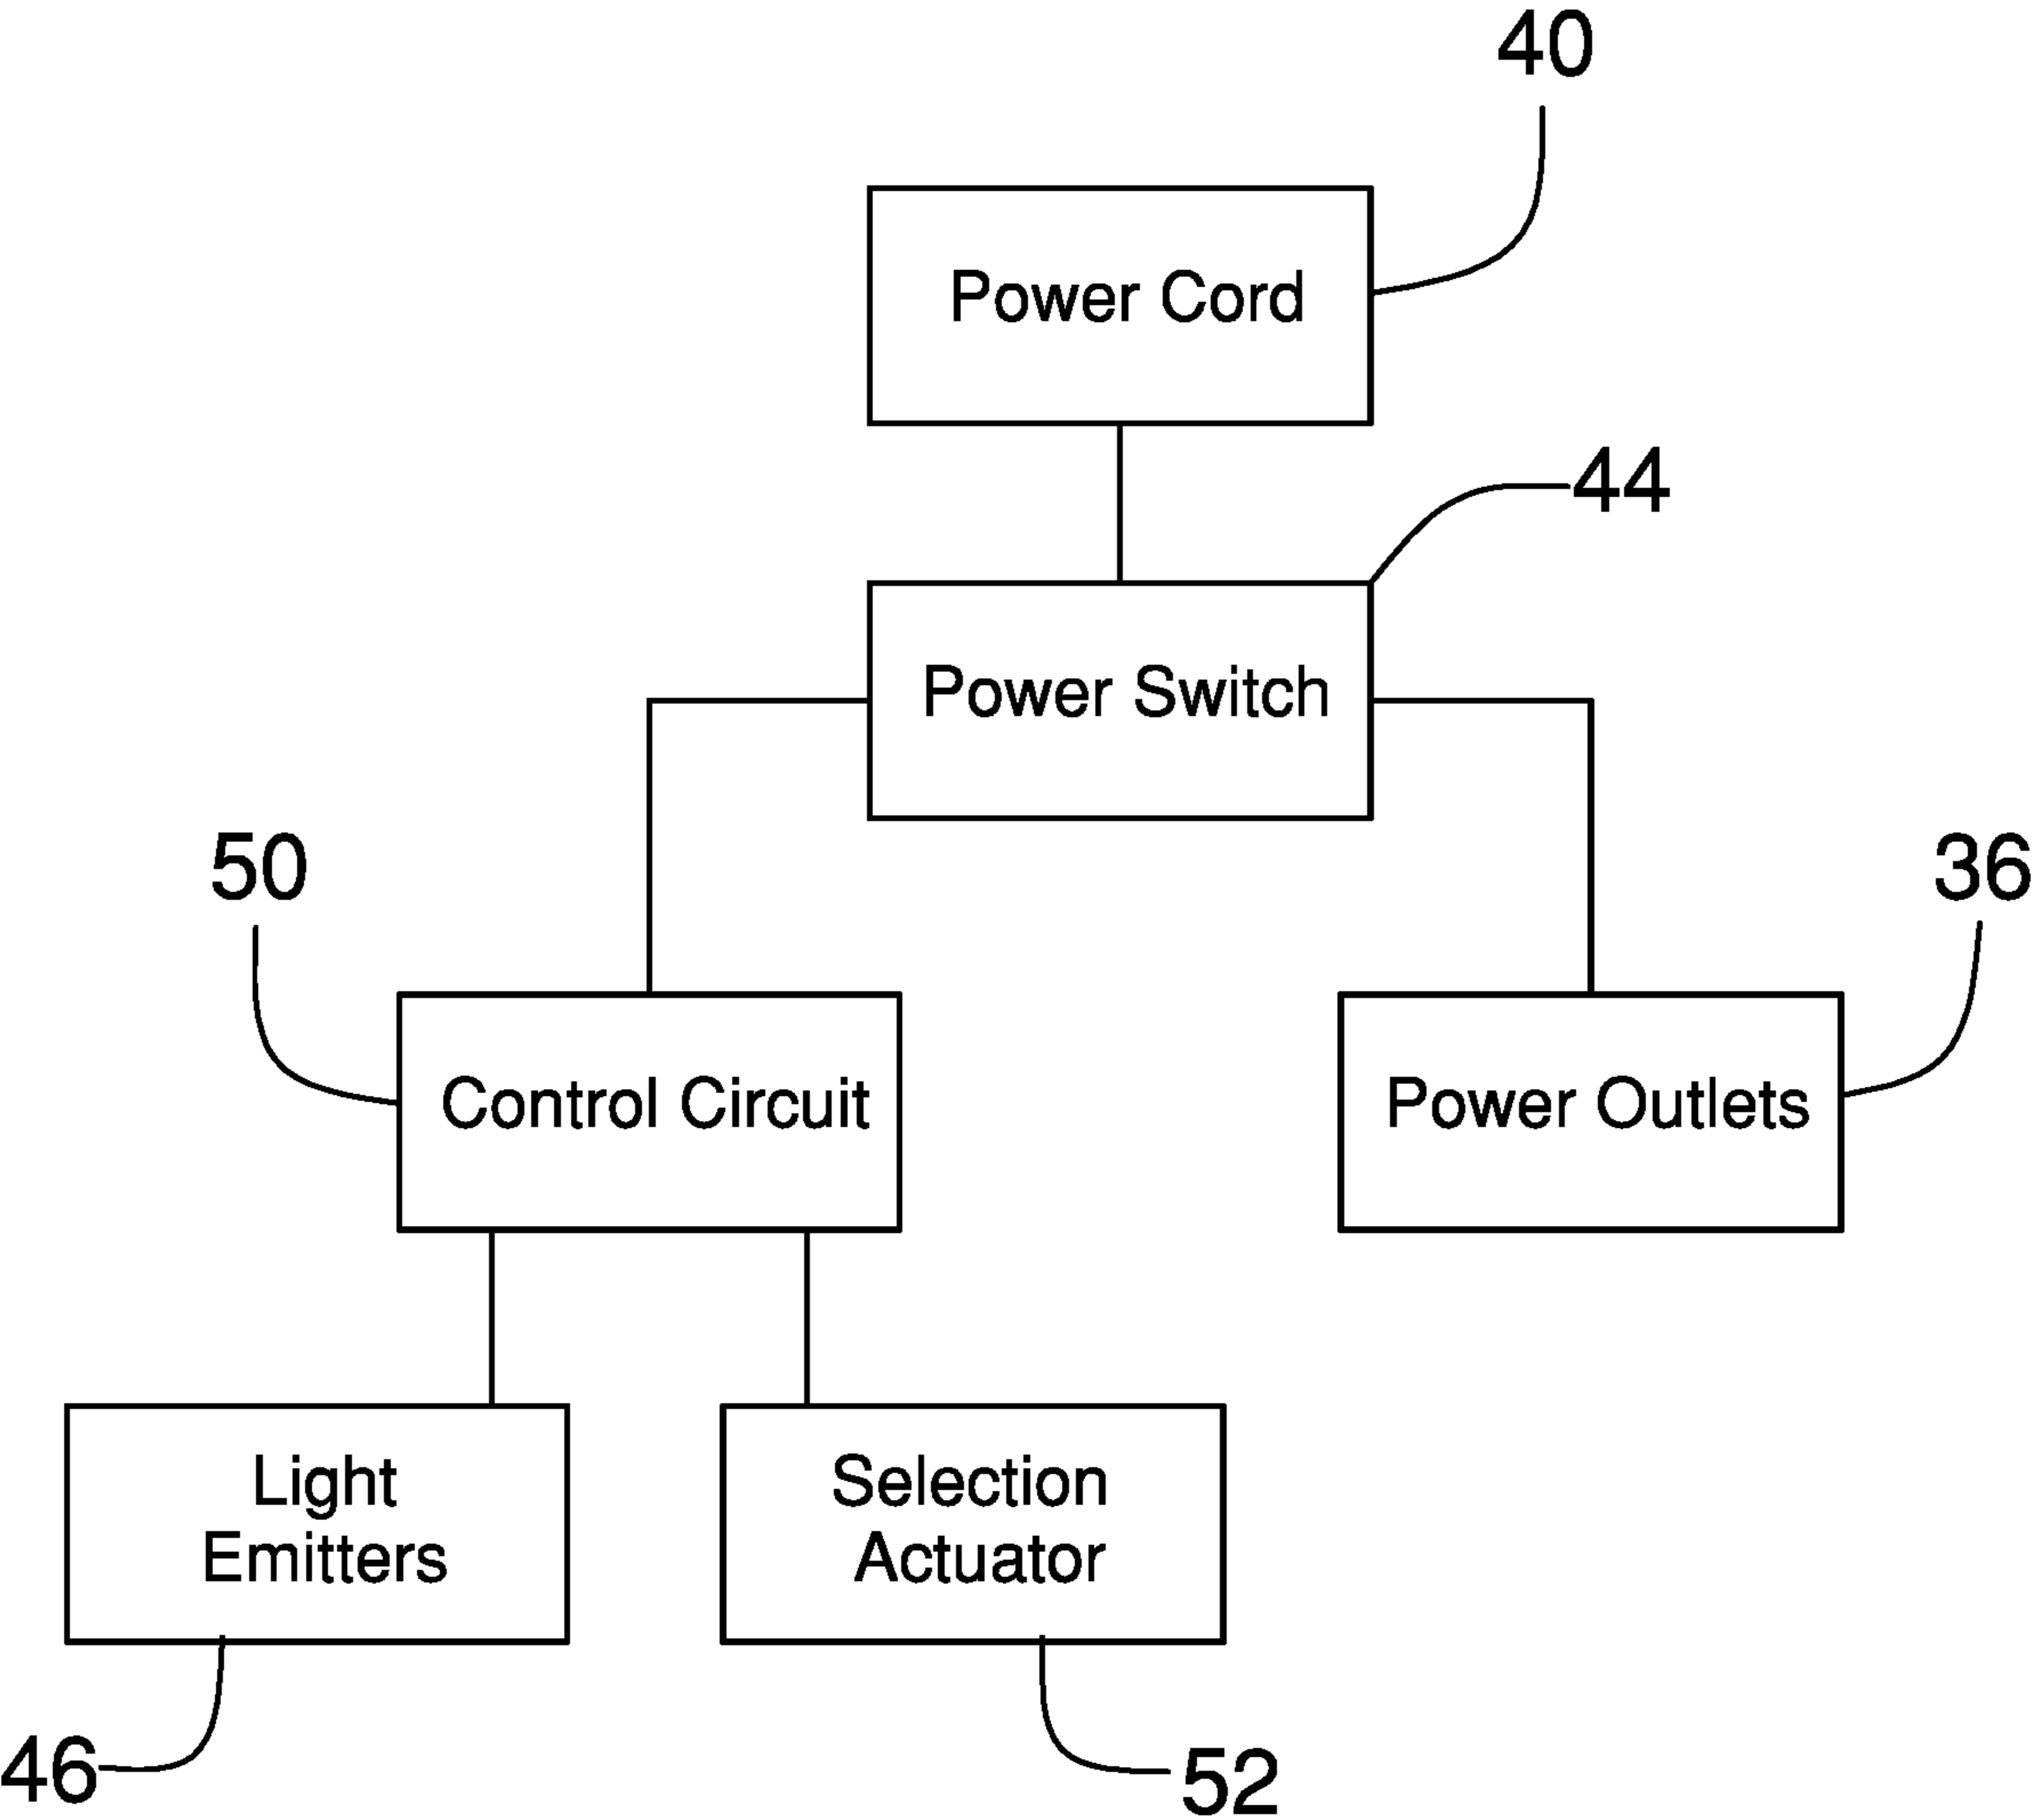 40
Power Cord
44
Power Switch
50
36
Control Circuit
Power Outlets
Light
Emitters
Selection
Actuator
46
52